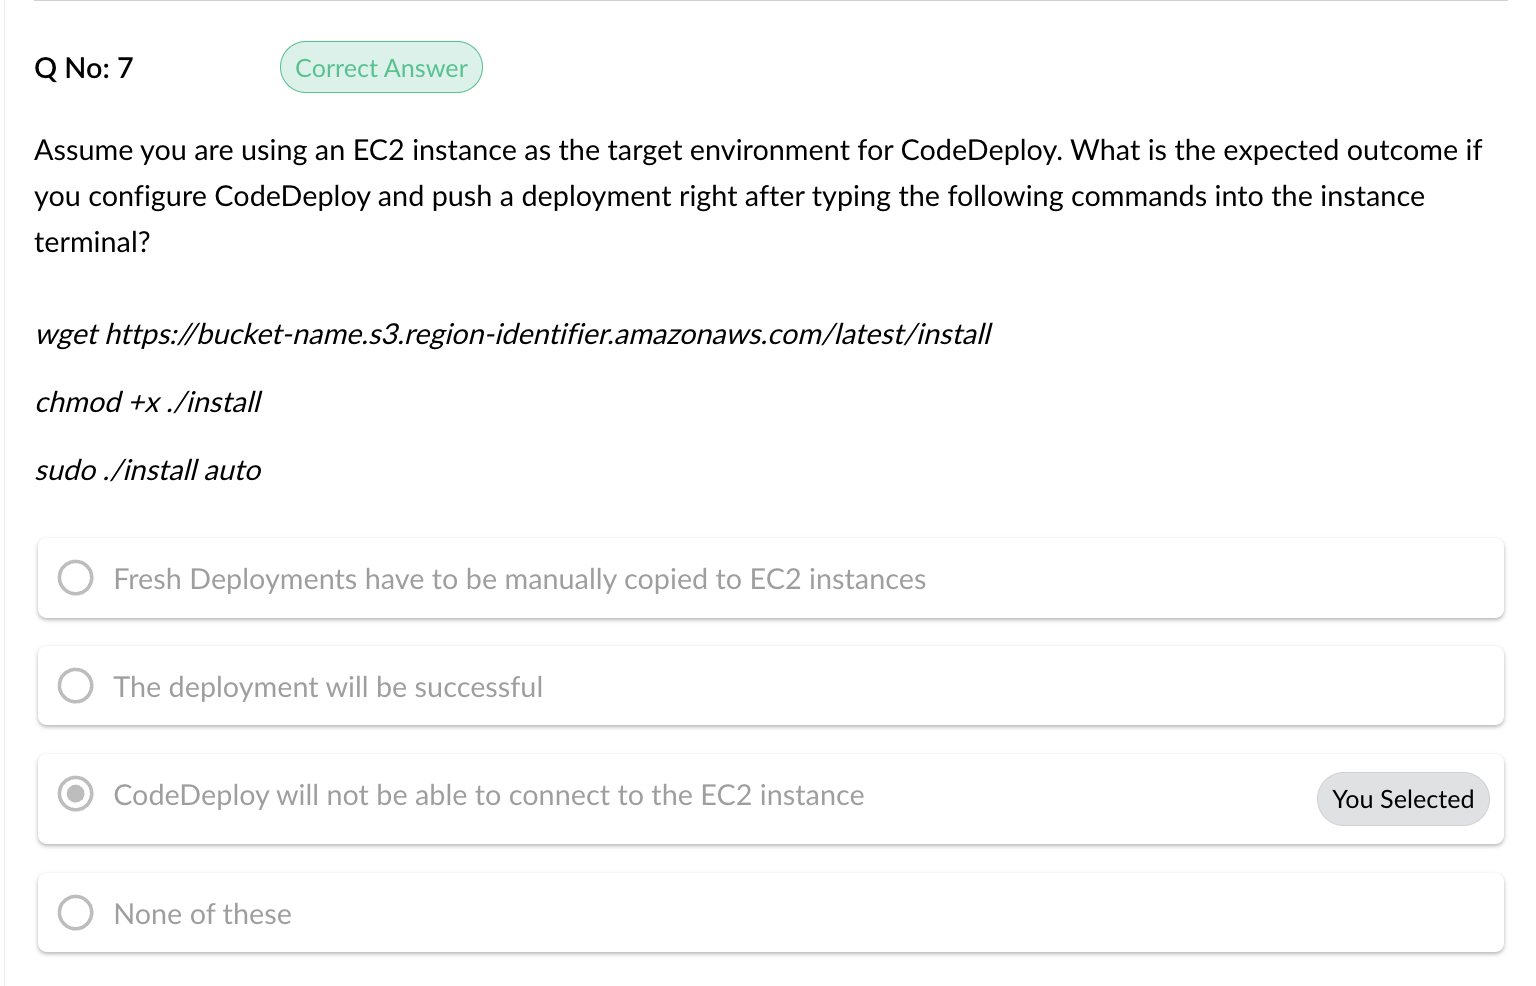 Q No: 7
Correct Answer
Assume you are using an EC2 instance as the target environment for CodeDeploy. What is the expected outcome if
you configure CodeDeploy and push a deployment right after typing the following commands into the instance
terminal?
wget https://bucket-name.s3.region-identifier.amazonaws.com/latest/install
chmod +x ./install
sudo ./install auto
Fresh Deployments have to be manually copied to EC2 instances
The deployment will be successful
CodeDeploy will not be able to connect to the EC2 instance
You Selected
None of these